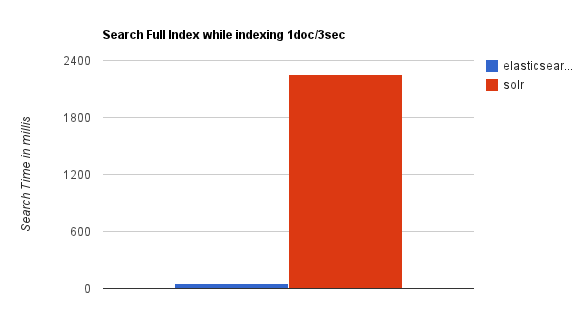 Search Full Index while indexing 1doc/3sec
2400
1800
1200
600
0
Search Time in millis
elasticsear...
solr